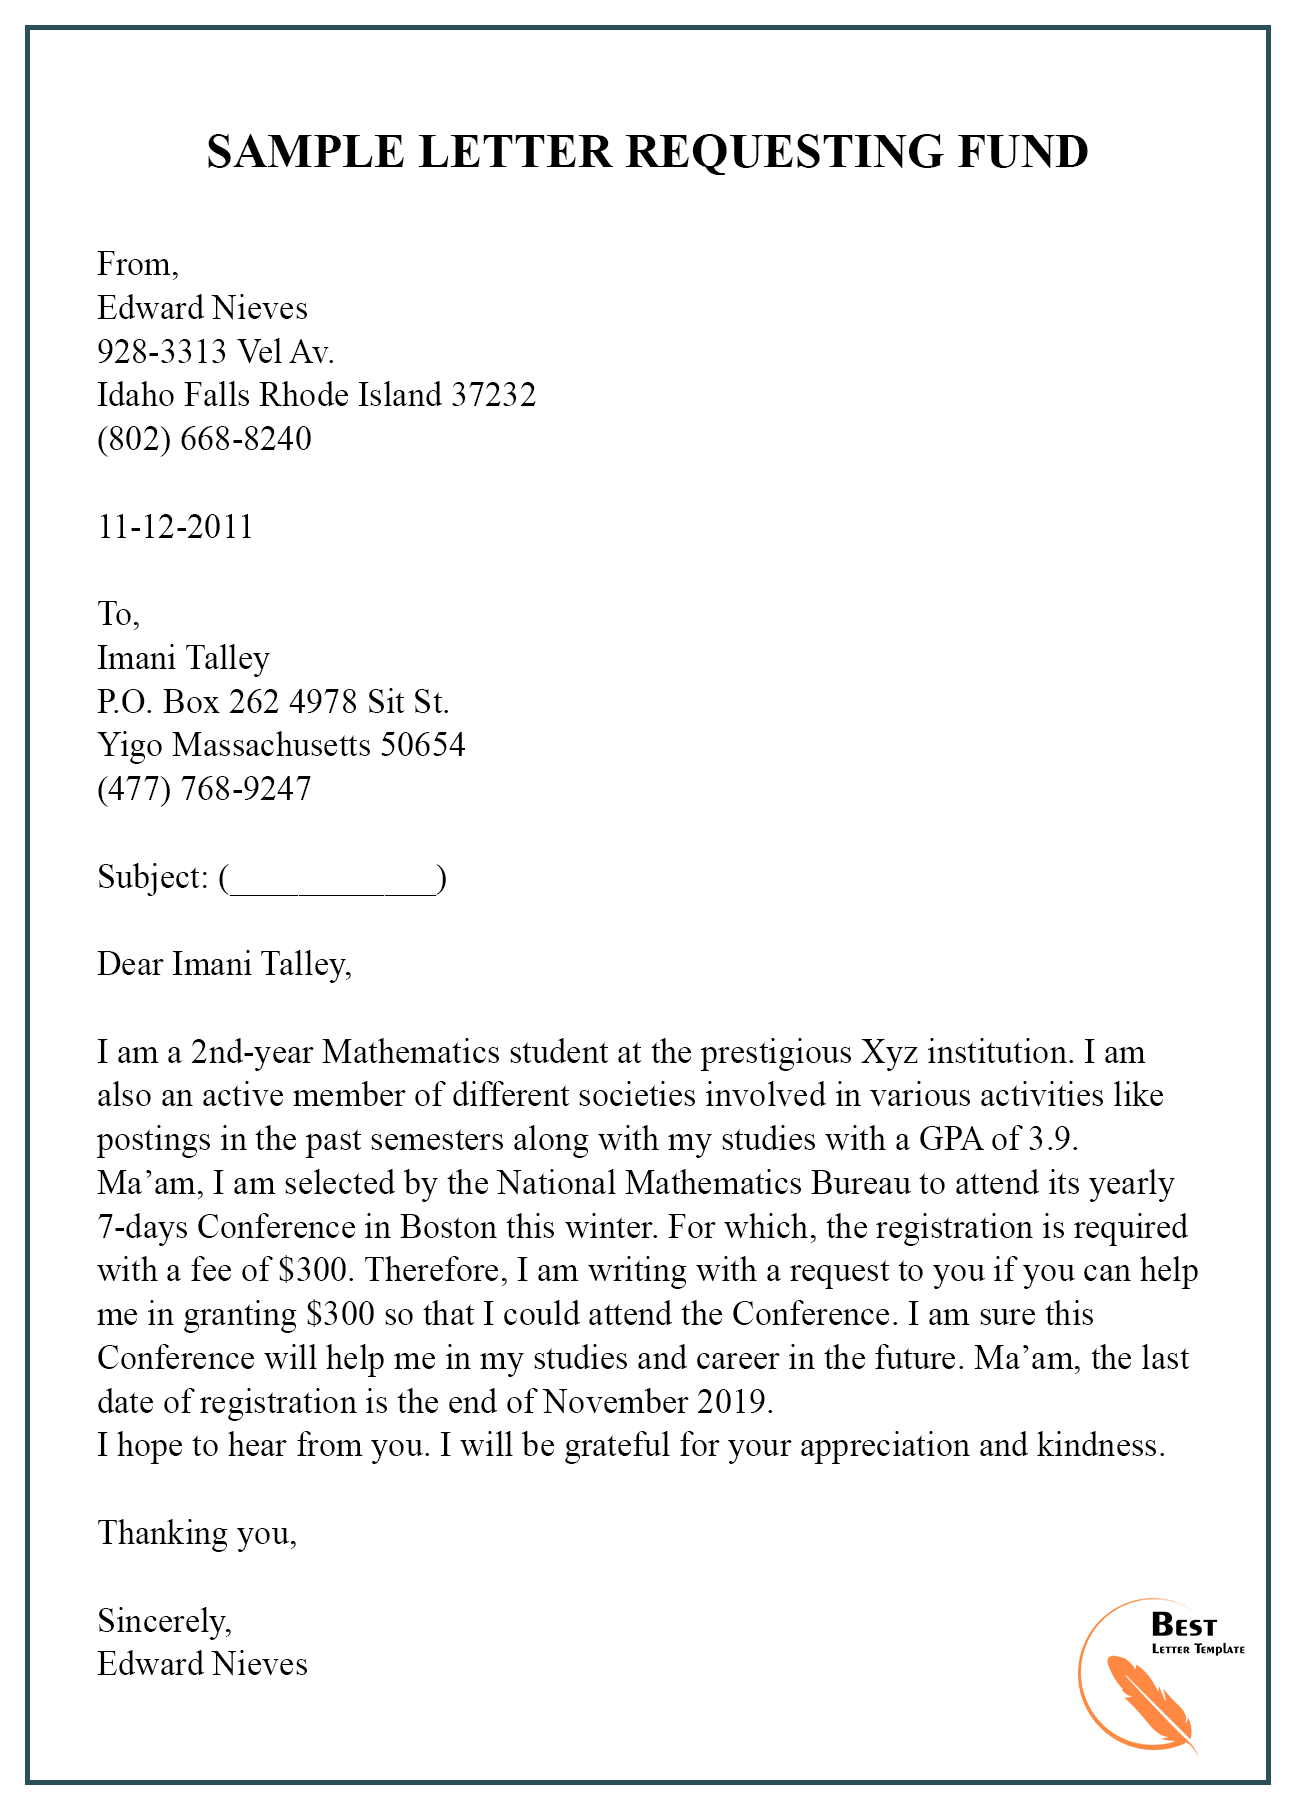 SAMPLE LETTER REQUESTING FUND
From,
Edward Nieves
928-3313 Vel Av.
Idaho Falls Rhode Island 37232
(802) 668-8240
11-12-2011
To,
Imani Talley
P.O. Box 262 4978 Sit St.
Yigo Massachusetts 50654
(477) 768-9247
Subject: (____________)
Dear Imani Talley,
I am a 2nd-year Mathematics student at the prestigious Xyz institution. I am
also an active member of different societies involved in various activities like
postings in the past semesters along with my studies with a GPA of 3.9.
Ma’am, I am selected by the National Mathematics Bureau to attend its yearly
7-days Conference in Boston this winter. For which, the registration is required
with a fee of $300. Therefore, I am writing with a request to you if you can help
me in granting $300 so that I could attend the Conference. I am sure this
Conference will help me in my studies and career in the future. Ma’am, the last
date of registration is the end of November 2019.
I hope to hear from you. I will be grateful for your appreciation and kindness.
Thanking you,
Sincerely,
Edward Nieves
BEST
LETTER TEMPLATE